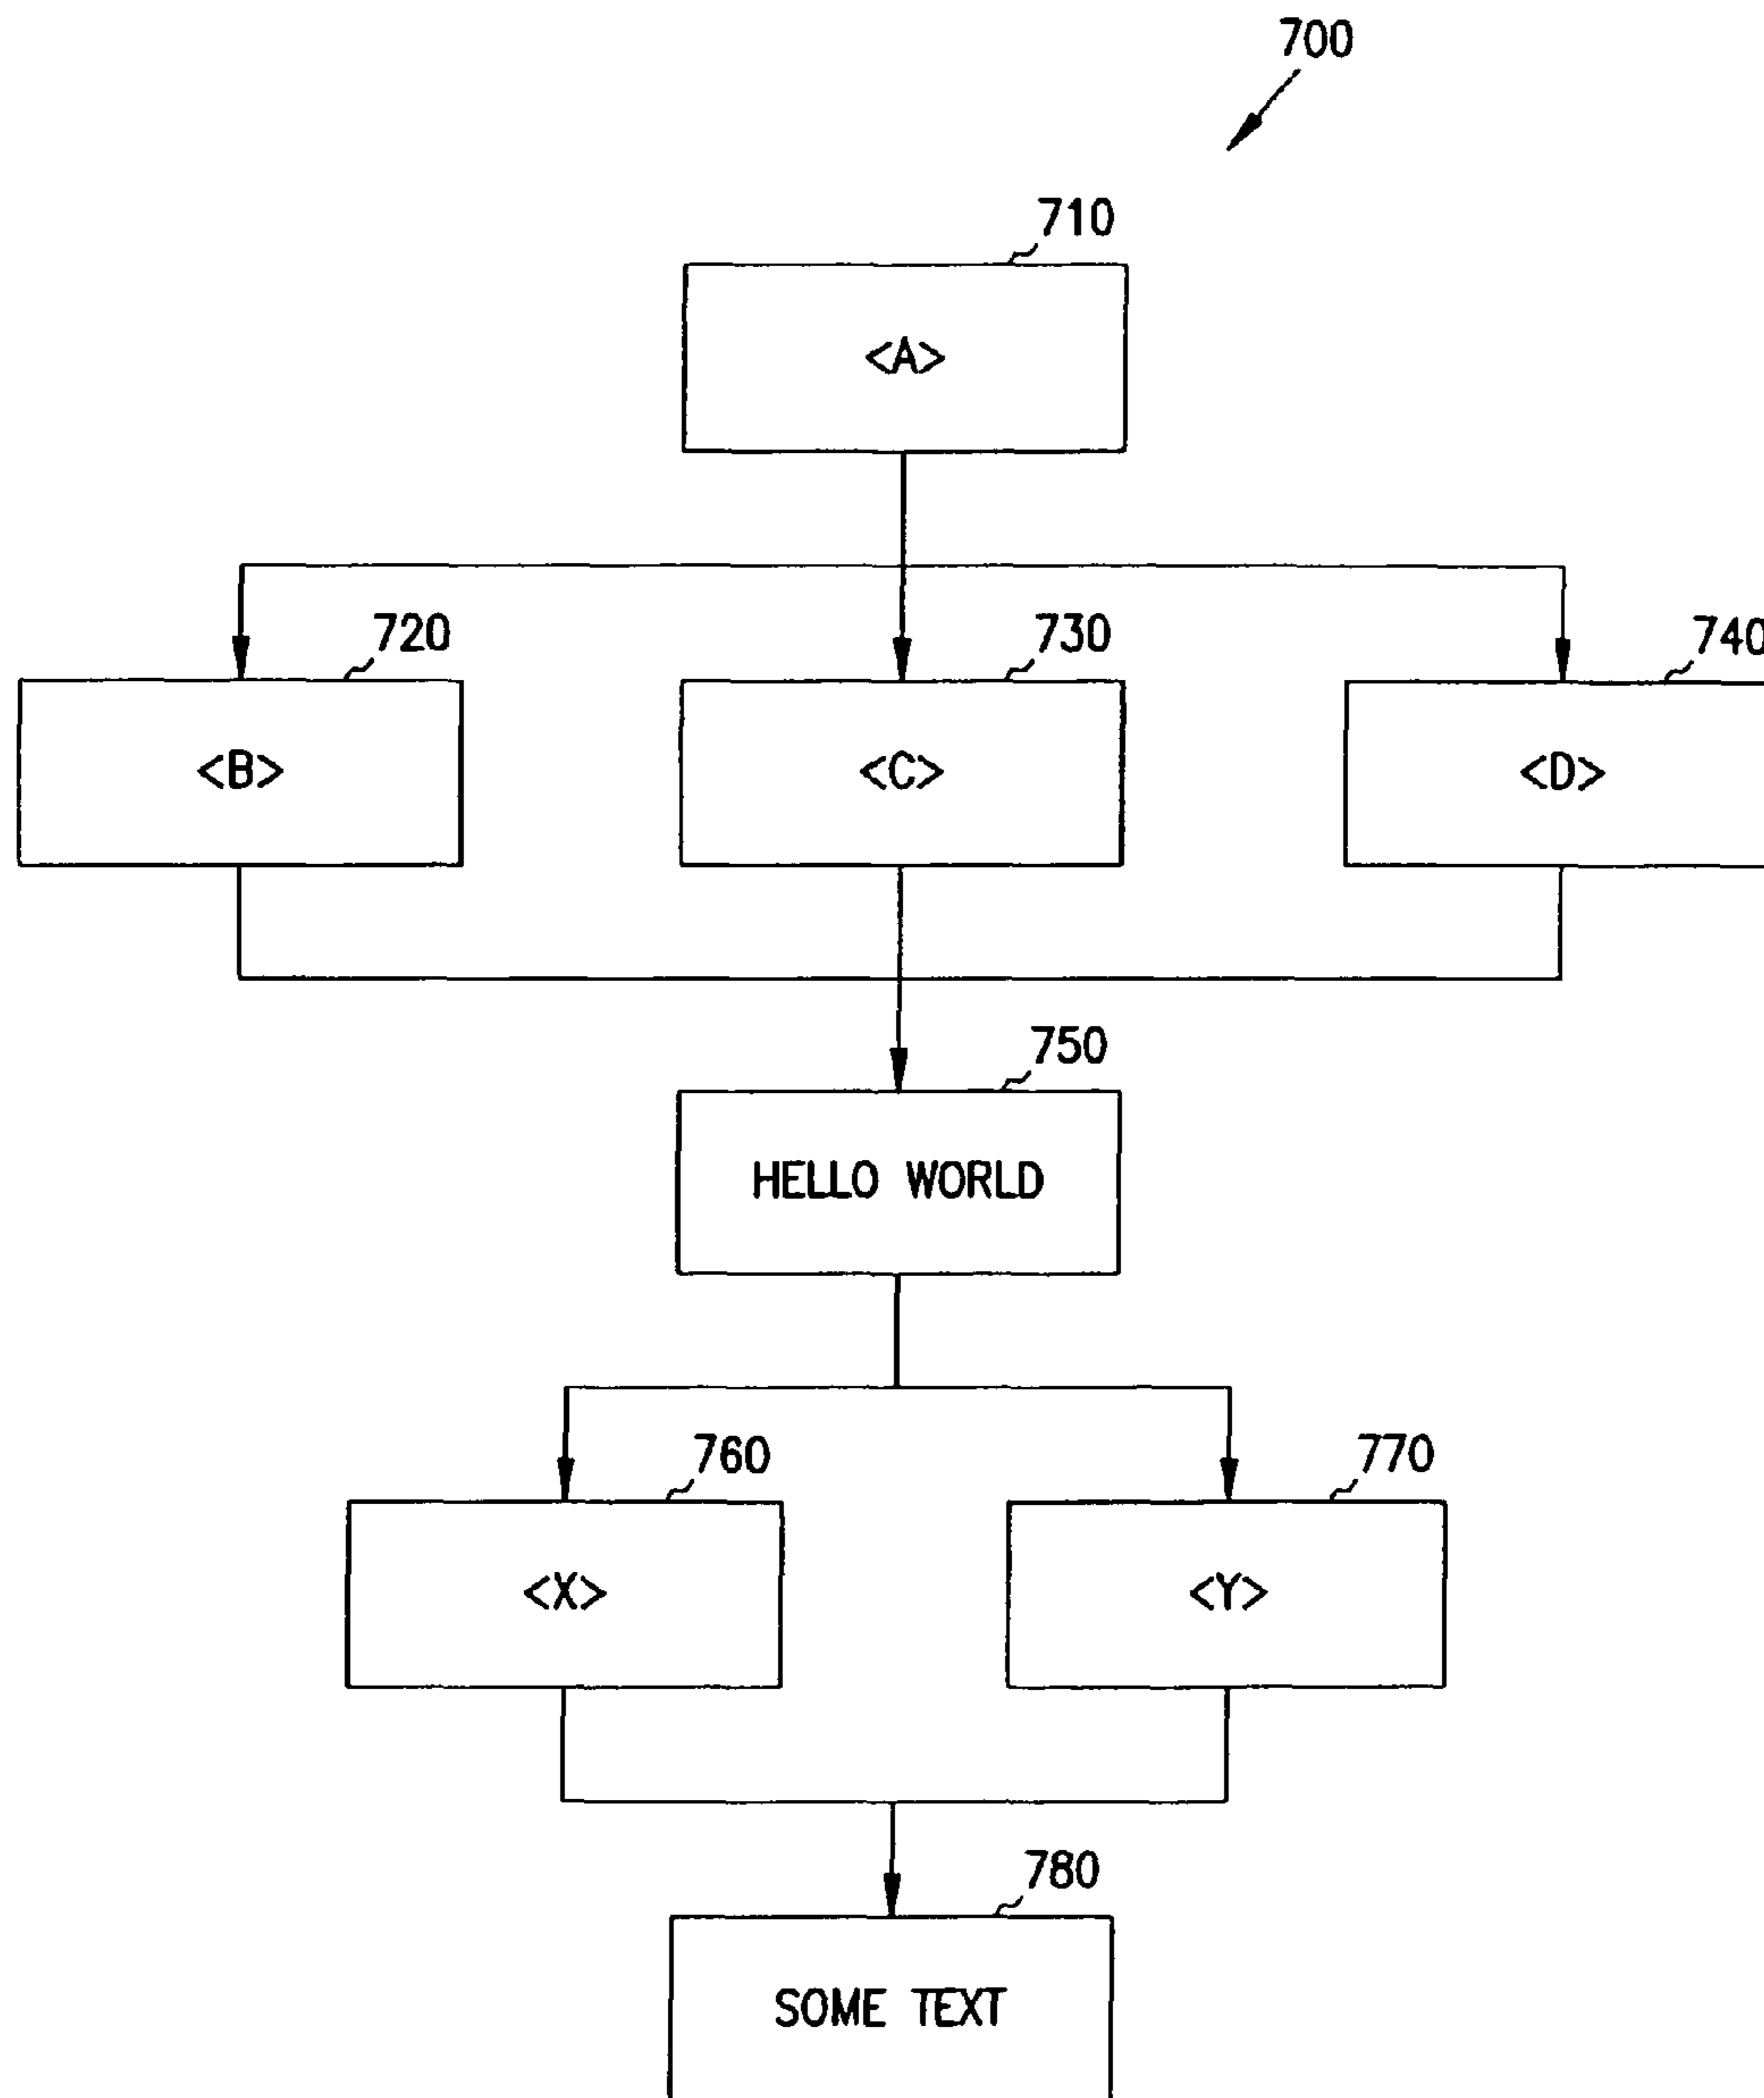 700
710
<A>
720
730
740
<B>
<C>
<D>
750
HELLO WORLD
760
770
<X>
<Y>
780
SOME TEXT